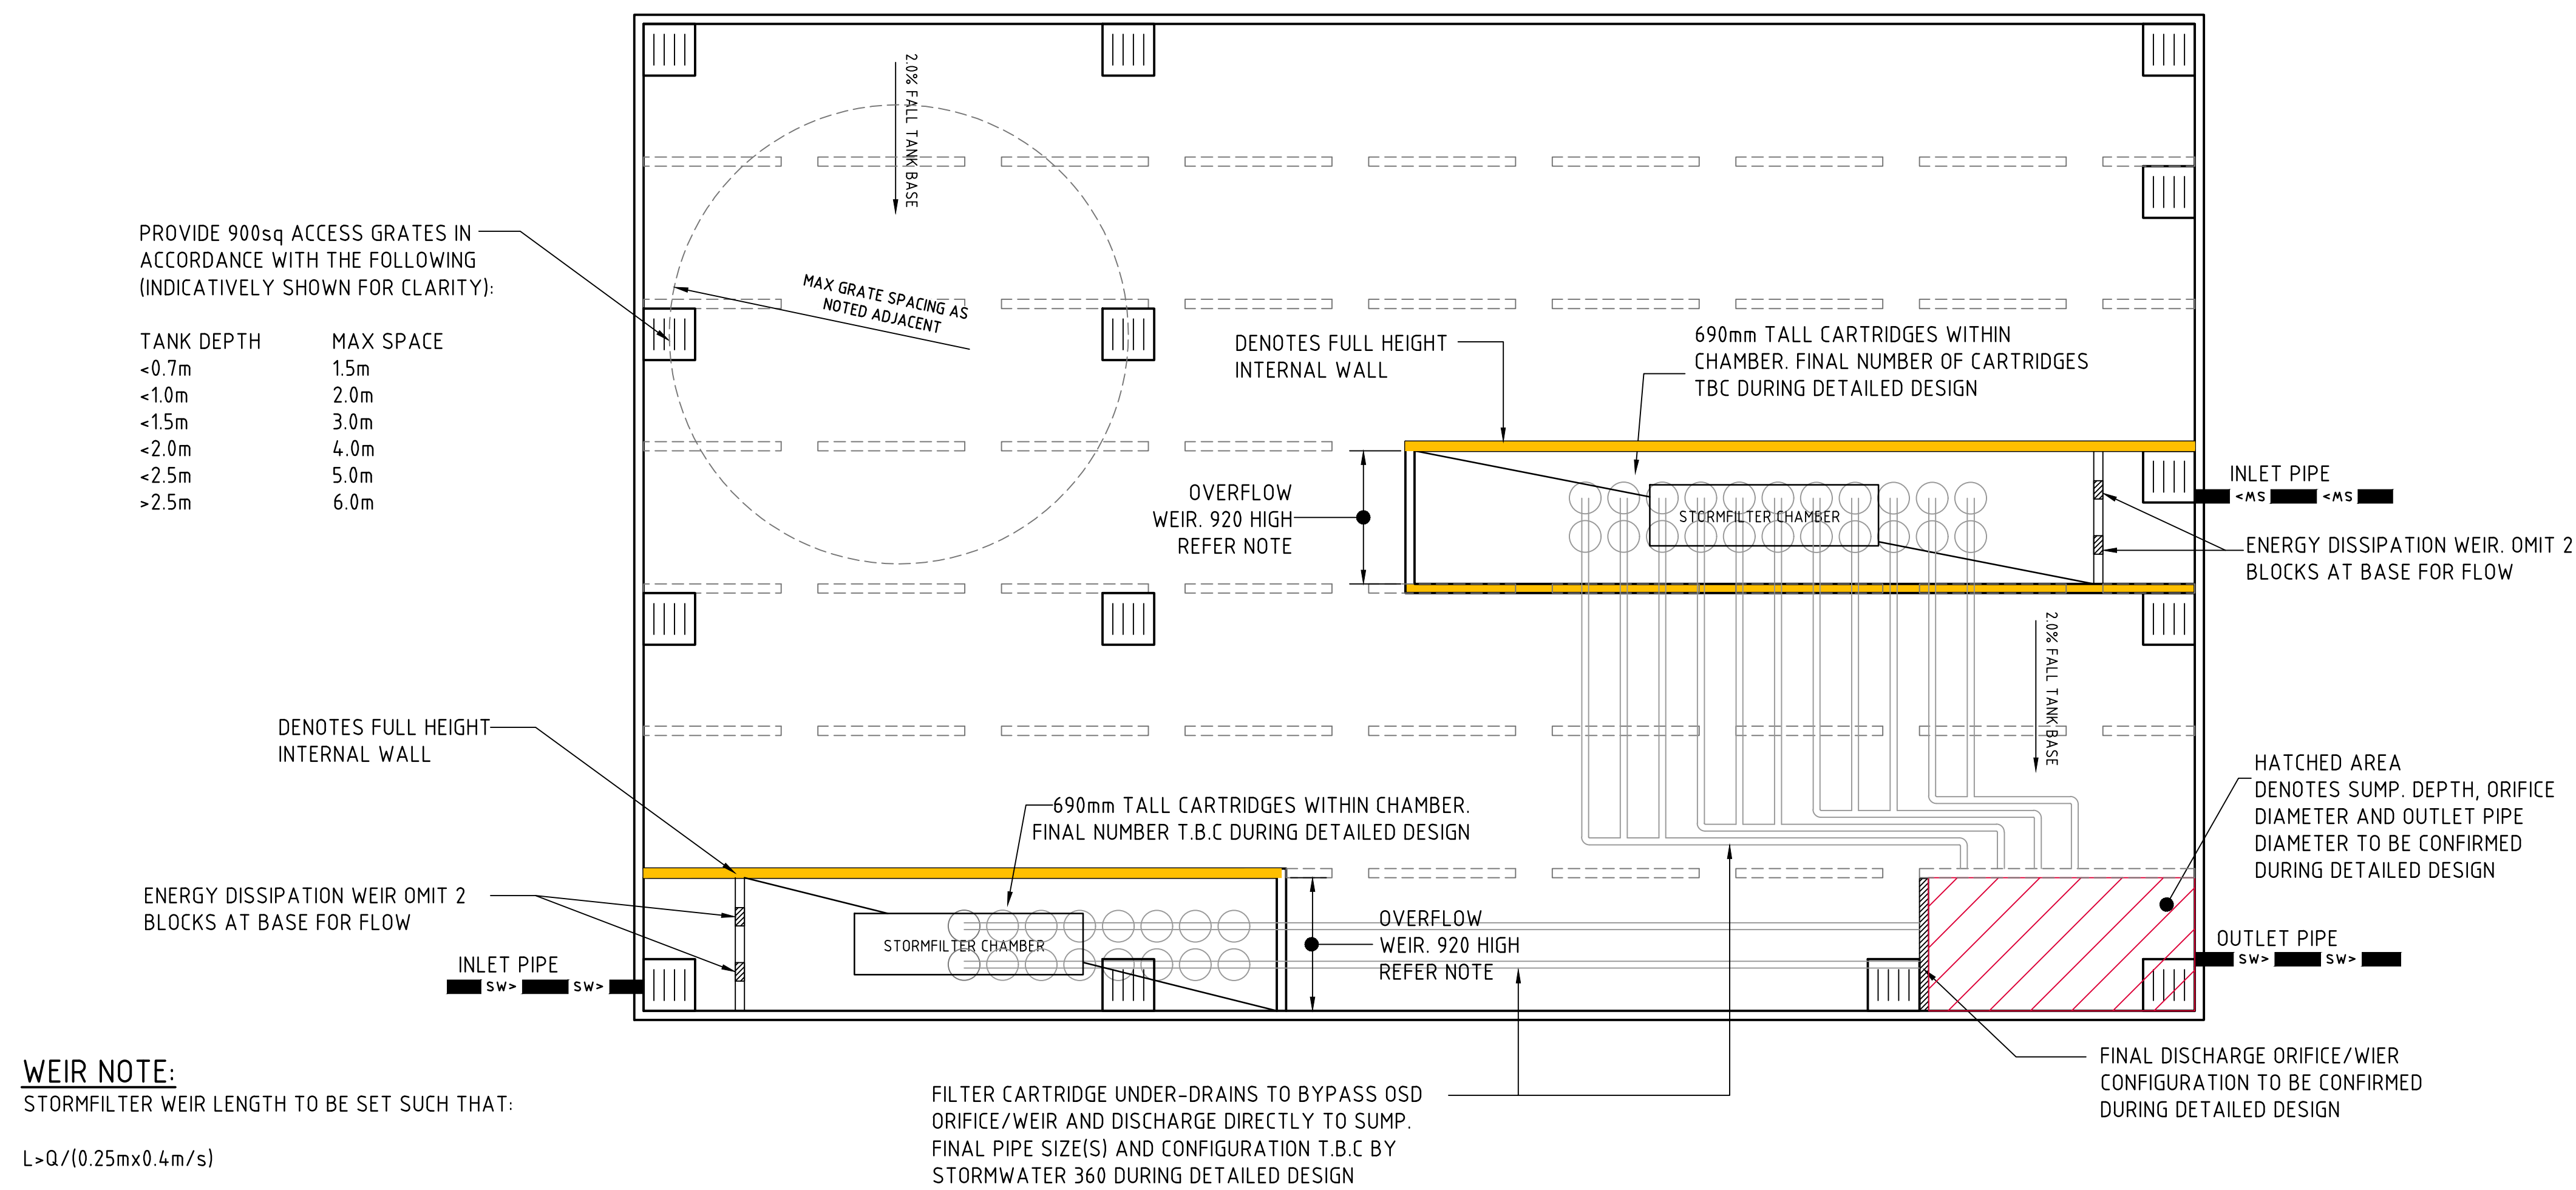 2.0% FALL TANK BASE
PROVIDE 900sq ACCESS GRATES IN
ACCORDANCE WITH THE FOLLOWING
(INDICATIVELY SHOWN FOR CLARITY):
TANK DEPTH MAX SPACE
<0.7m 1.5m
<1.0m 2.0m
<1.5m 3.0m
<2.0m 4.0m
<2.5m 5.0m
>2.5m 6.0m
MAX GRATE SPACING AS
NOTED ADJACENT
DENOTES FULL HEIGHT
INTERNAL WALL
690mm TALL CARTRIDGES WITHIN
CHAMBER. FINAL NUMBER OF CARTRIDGES
TBC DURING DETAILED DESIGN
OVERFLOW
WEIR. 920 HIGH
REFER NOTE
STORMFILTER CHAMBER
INLET PIPE
<MS <MS
ENERGY DISSIPATION WEIR. OMIT 2
BLOCKS AT BASE FOR FLOW
2.0% FALL TANK BASE
DENOTES FULL HEIGHT
INTERNAL WALL
690mm TALL CARTRIDGES WITHIN CHAMBER.
FINAL NUMBER T.B.C DURING DETAILED DESIGN
HATCHED AREA
DENOTES SUMP. DEPTH, ORIFICE
DIAMETER AND OUTLET PIPE
DIAMETER TO BE CONFIRMED
DURING DETAILED DESIGN
ENERGY DISSIPATION WEIR OMIT 2
BLOCKS AT BASE FOR FLOW
INLET PIPE
SW> SW>
STORMFILTER CHAMBER
OVERFLOW
WEIR. 920 HIGH
REFER NOTE
OUTLET PIPE
SW> SW>
WEIR NOTE:
STORMFILTER WEIR LENGTH TO BE SET SUCH THAT:
L>Q/(0.25mx0.4m/s)
FILTER CARTRIDGE UNDER-DRAINS TO BYPASS OSD
ORIFICE/WEIR AND DISCHARGE DIRECTLY TO SUMP.
FINAL PIPE SIZE(S) AND CONFIGURATION T.B.C BY
STORMWATER 360 DURING DETAILED DESIGN
FINAL DISCHARGE ORIFICE/WIER
CONFIGURATION TO BE CONFIRMED
DURING DETAILED DESIGN